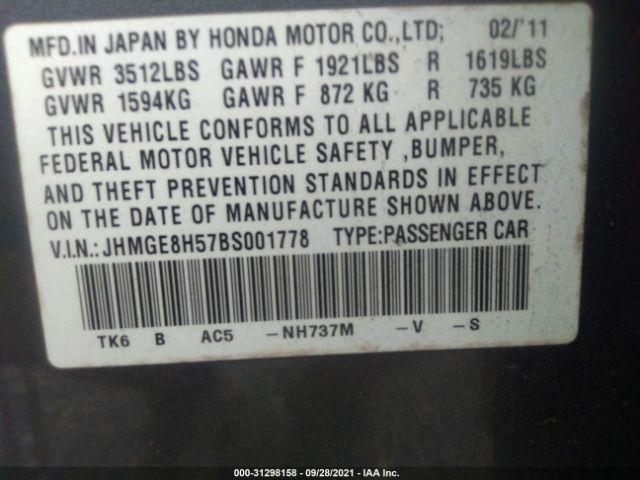 MFD.IN JAPAN BY HONDA MOTOR CO.,LTD; 02/'11
GVWR 3512LBS GAWR F 1921LBS R 1619LBS
GVWR 1594KG GAWR F 872 KG R 735 KG
THIS VEHICLE CONFORMS TO ALL APPLICABLE
FEDERAL MOTOR VEHICLE SAFETY ,BUMPER,
AND THEFT PREVENTION STANDARDS IN EFFECT
ON THE DATE OF MANUFACTURE SHOWN ABOVE.
V.I.N.:JHMGE8H57BS001778 TYPE:PASSENGER CAR
TK6 B AC5 -NH737M -V -S
000-31298158 - 09/28/2021 - IAA Inc.